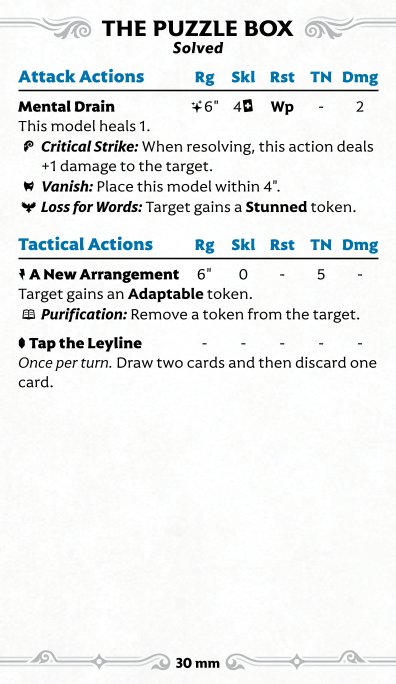 THE PUZZLE BOX
Solved
Attack Actions Rg Skl Rst TN Dmg
Mental Drain 6" 4 Wp - 2
This model heals 1.
Critical Strike: When resolving, this action deals
+1 damage to the target.
Vanish: Place this model within 4".
Loss for Words: Target gains a Stunned token.
Tactical Actions Rg Skl Rst TN Dmg
A New Arrangement 6" 0 - 5 -
Target gains an Adaptable token.
Purification: Remove a token from the target.
Tap the Leyline - - - - -
Once per turn. Draw two cards and then discard one
card.
30 mm